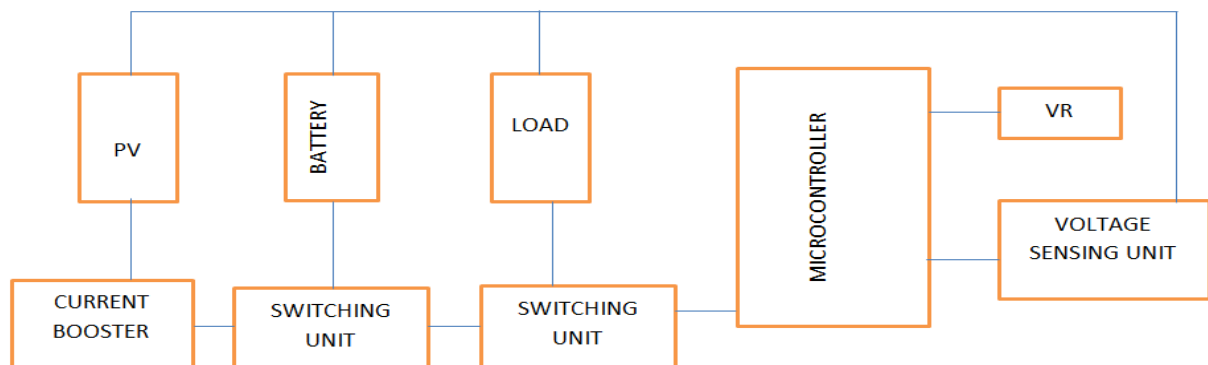 PV
BATTERY
LOAD
MICROCONTROLLER
VR
VOLTAGE
SENSING UNIT
CURRENT
BOOSTER
SWITCHING
UNIT
SWITCHING
UNIT